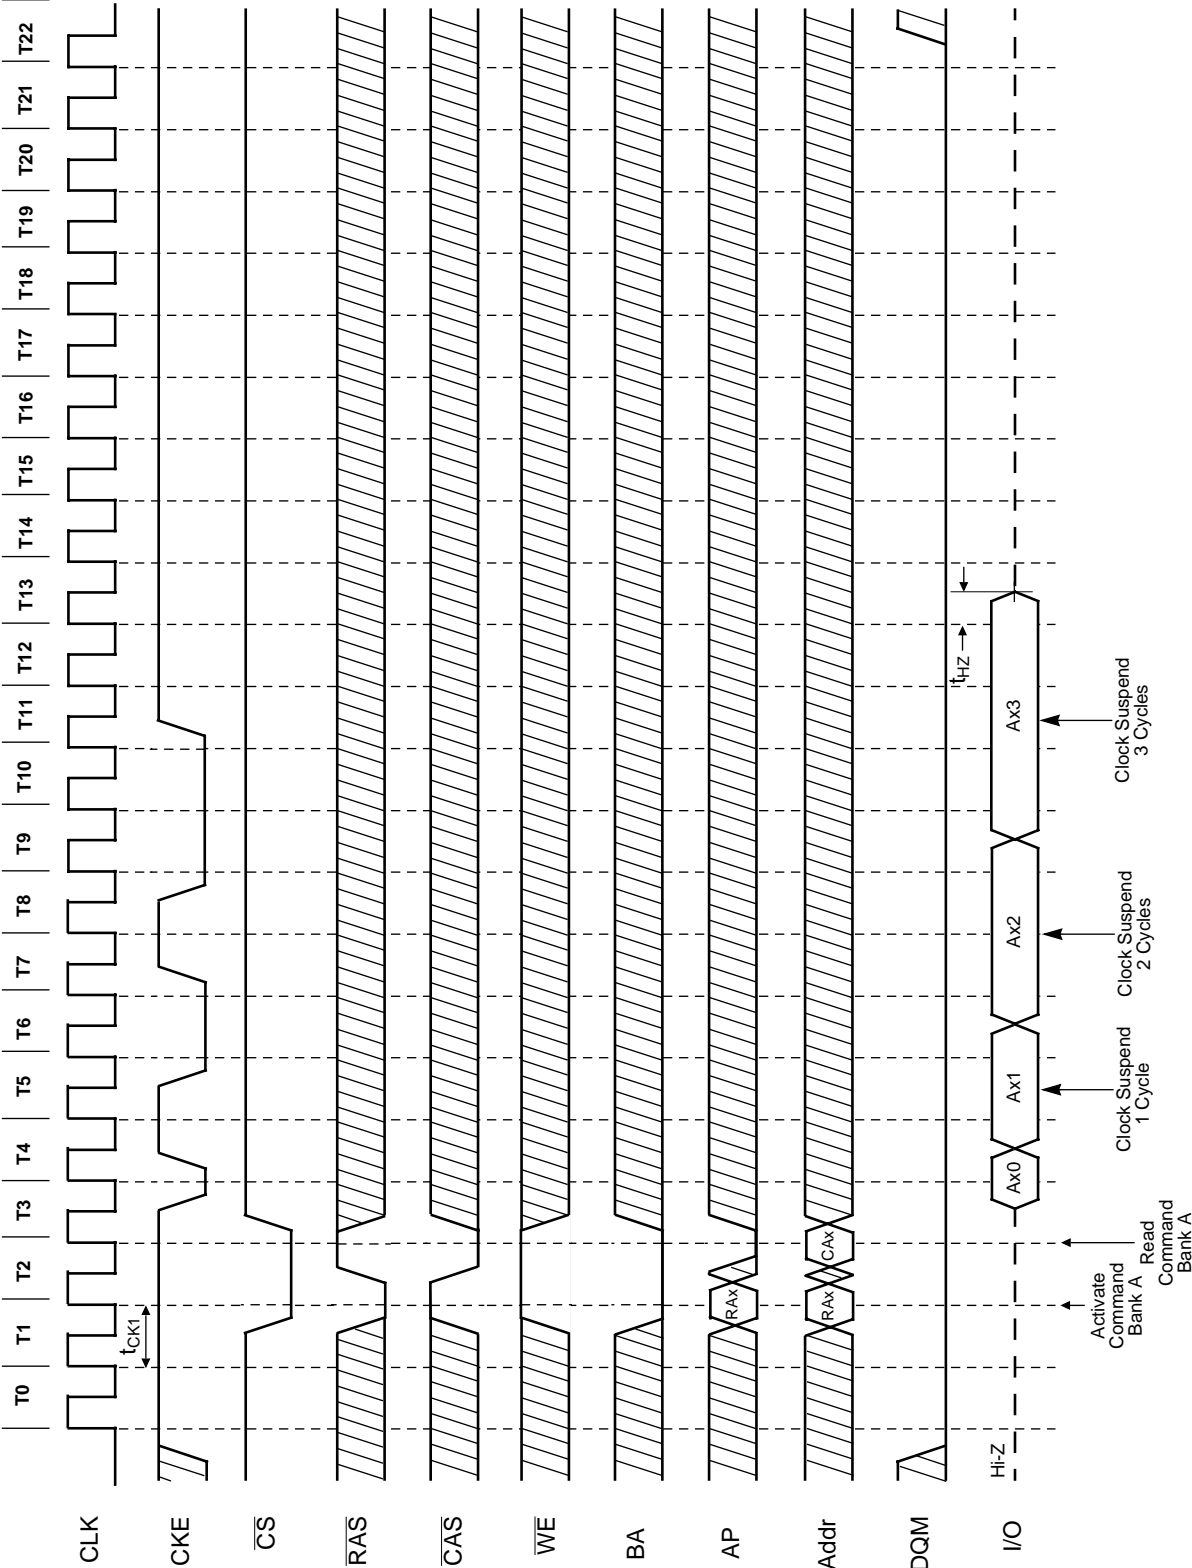 T0 T1 T2 T3 T4 T5 T6 T7 T8 T9 T10 T11 T12 T13 T14 T15 T16 T17 T18 T19 T20 T21 T22
CLK
tCK1
CKE
CS
RAS
CAS
WE
BA
AP RAx
Addr RAx CAx
DQM
tHZ
Hi-Z
I/O Ax0 Ax1 Ax2 Ax3
Activate
Command
Bank A
Read
Command
Bank A
Clock Suspend
1 Cycle
Clock Suspend
2 Cycles
Clock Suspend
3 Cycles